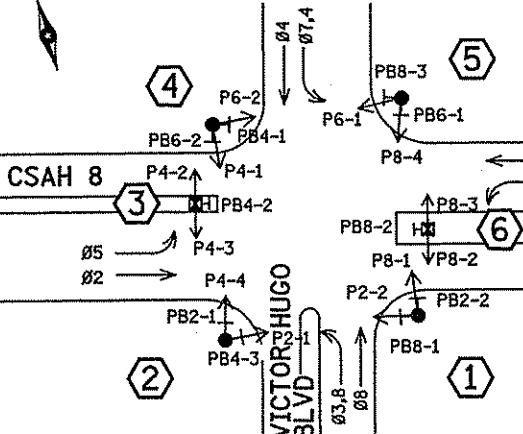 Ø4
Ø7,4
5
4
PB8-3
P6-2
P6-1
PB6-1
PB6-2
PB4-1
P8-4
P4-2
P4-1
CSAH 8
3
PB4-2
P8-3
PB8-2
H
6
P4-3
Ø5
Ø2
P8-1
P8-2
P4-4
P2-2
PB2-2
PB2-1
P2-1
PB4-3
PB8-1
VICTOR HUGO
BLVD
Ø3,8
Ø8
2
1